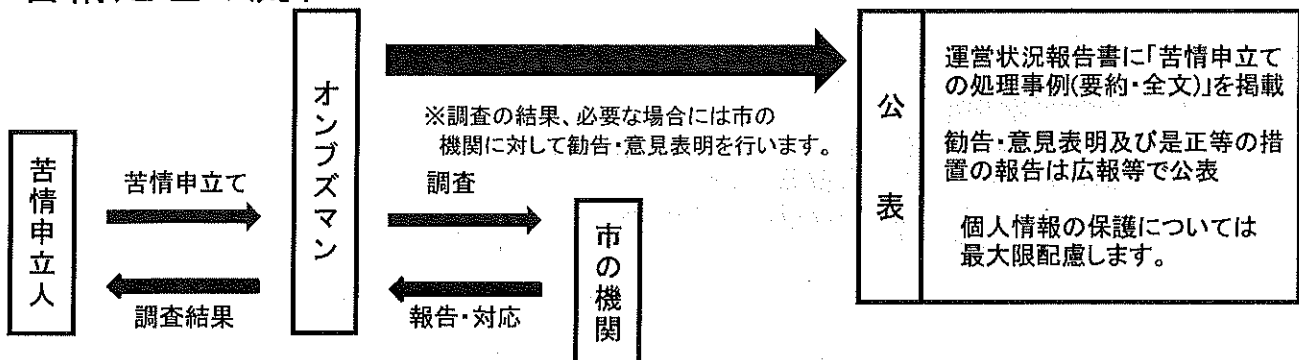 苦情申立人
苦情申立て
調査結果
オンブズマン
※調査の結果、必要な場合には市の
機関に対して勧告・意見表明を行います。
調査
報告・対応
市の機関
公表
運営状況報告書に「苦情申立て
の処理事例(要約・全文)」を掲載
勧告・意見表明及び是正等の措
置の報告は広報等で公表
個人情報の保護については
最大限配慮します。